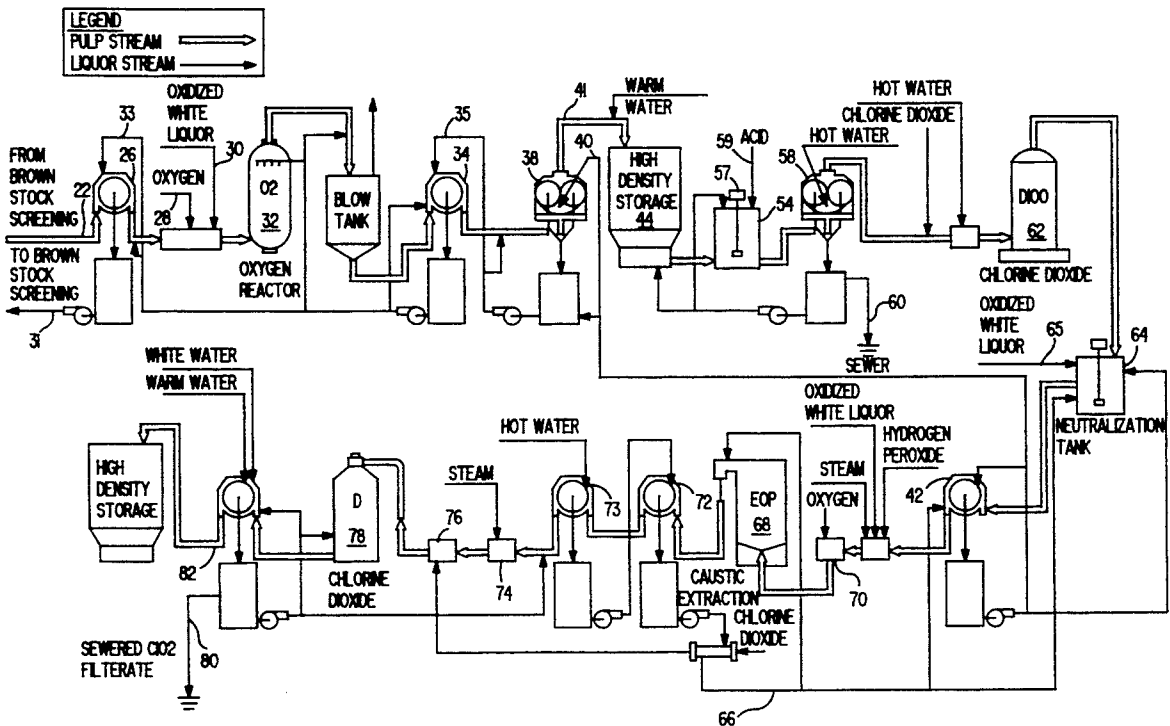 LEGEND
PULP STREAM
LIQUOR STREAM
33
OXIDIZED
WHITE
LIQUOR
26
30
FROM
BROWN
STOCK
SCREENING
22
OXYGEN
28
O2
32
TO BROWN
STOCK
SCREENING
31
OXYGEN
REACTOR
BLOW
TANK
35
34
38
41
40
WARM
WATER
HIGH
DENSITY
STORAGE
44
59
ACID
57
54
58
HOT WATER
HOT WATER
CHLORINE DIOXIDE
60
SEWER
D100
62
CHLORINE DIOXIDE
OXIDIZED
WHITE
LIQUOR
65
64
NEUTRALIZATION
TANK
WHITE WATER
WARM WATER
HIGH
DENSITY
STORAGE
82
SEWERED ClO2
FILTERATE
80
D
78
CHLORINE
DIOXIDE
76
STEAM
74
HOT WATER
73
72
EOP
68
CAUSTIC
EXTRACTION
CHLORINE
DIOXIDE
66
OXIDIZED
WHITE LIQUOR
HYDROGEN
PEROXIDE
STEAM
OXYGEN
70
42